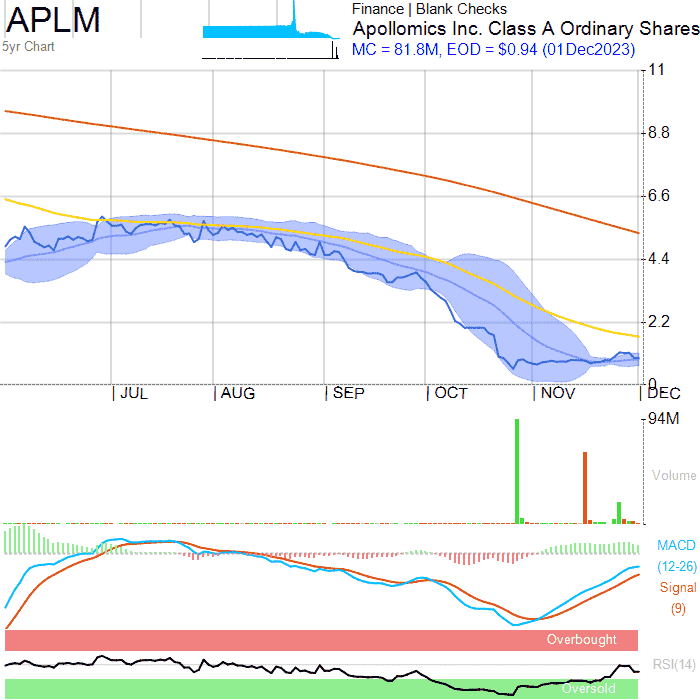 APLM
5yr Chart
Finance | Blank Checks
Apollomics Inc. Class A Ordinary Shares
MC = 81.8M, EOD = $0.94 (01Dec2023)
11
8.8
6.6
4.4
2.2
0
JUL AUG SEP OCT NOV DEC
94M
Volume
MACD
(12-26)
Signal
(9)
Overbought
RSI(14)
Oversold